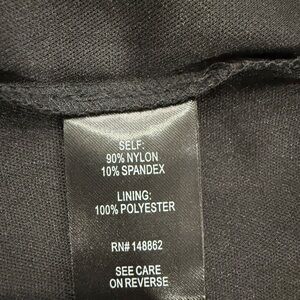 SELF:
90% NYLON
10% SPANDEX
LINING:
100% POLYESTER
RN# 148862
SEE CARE
ON REVERSE